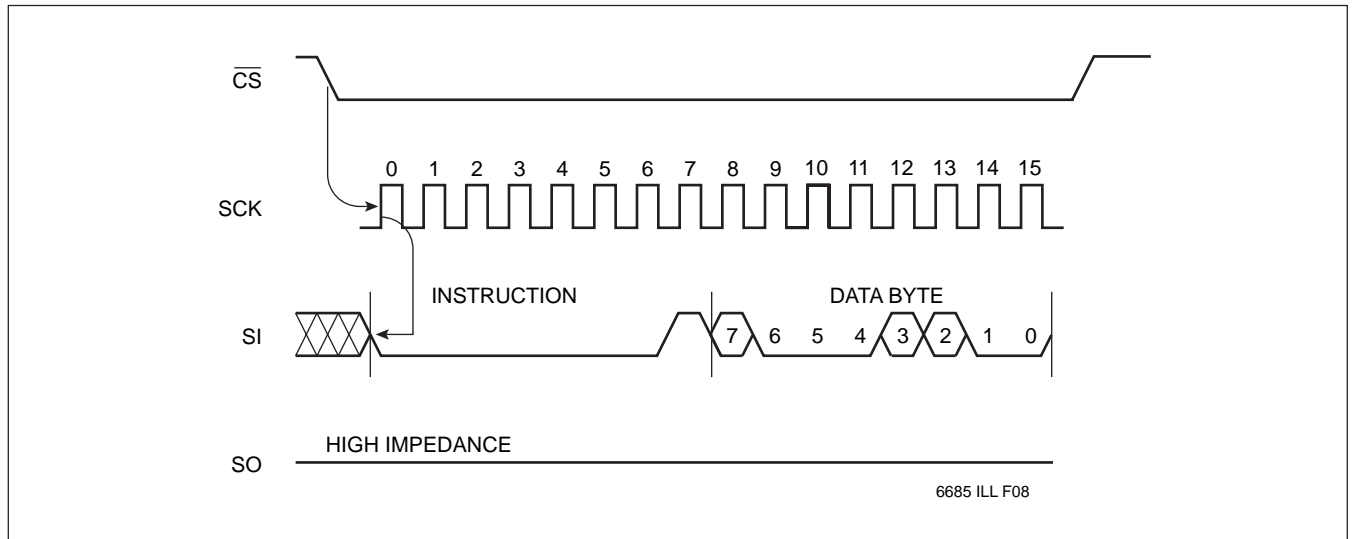 CS
0 1 2 3 4 5 6 7 8 9 10 11 12 13 14 15
SCK
INSTRUCTION DATA BYTE
SI 7 6 5 4 3 2 1 0
HIGH IMPEDANCE
SO
6685 ILL F08